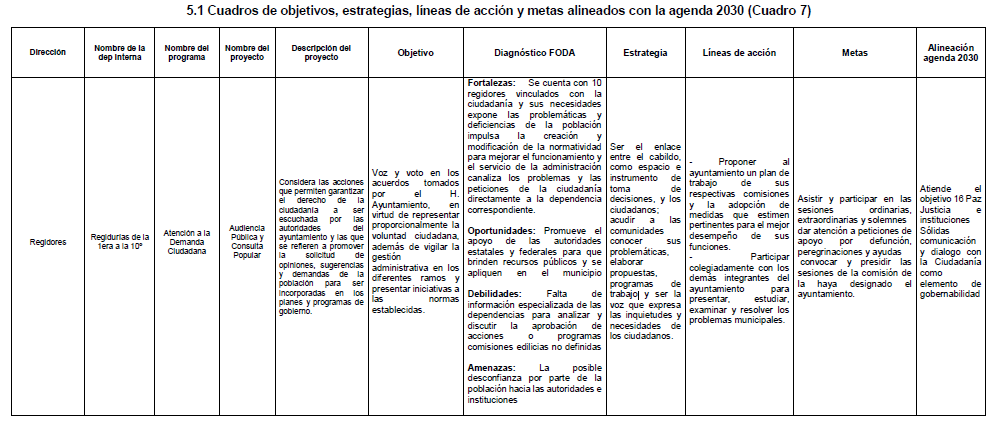 5.1 Cuadros de objetivos, estrategias, líneas de acción y metas alineados con la agenda 2030 (Cuadro 7)
Dirección
Nombre de la
dep interna
Nombre del
programa
Nombre del
proyecto
Descripción del
proyecto
Objetivo
Diagnóstico FODA
Estrategia
Líneas de acción
Metas
Alineación
agenda 2030
Regidores
Regidurías de la
1era a la 10ª
Atención a la
Demanda
Ciudadana
Audiencia
Pública y
Consulta
Popular
Considera las acciones
que permiten garantizar
el derecho de la
ciudadanía a ser
escuchada por las
autoridades del
ayuntamiento y las que
se refieren a promover
la solicitud de
opiniones, sugerencias
y demandas de la
población para ser
incorporadas en los
planes y programas de
gobierno.
Voz y voto en los
acuerdos tomados
por el H.
Ayuntamiento, en
virtud de representar
proporcionalmente la
voluntad ciudadana,
además de vigilar la
gestión
administrativa en los
diferentes ramos y
presentar iniciativas a
las normas
establecidas.
Fortalezas: Se cuenta con 10
regidores vinculados con la
ciudadanía y sus necesidades
expone las problemáticas y
deficiencias de la población
impulsa la creación y
modificación de la normatividad
para mejorar el funcionamiento y
el servicio de la administración
canaliza los problemas y las
peticiones de la ciudadanía
directamente a la dependencia
correspondiente.
Oportunidades: Promueve el
apoyo de las autoridades
estatales y federales para que
brinden recursos públicos y se
apliquen en el municipio
Debilidades: Falta de
información especializada de las
dependencias para analizar y
discutir la aprobación de
acciones o programas
comisiones edilicias no definidas
Amenazas: La posible
desconfianza por parte de la
población hacia las autoridades e
instituciones
Ser el enlace
entre el cabildo,
como espacio e
instrumento de
toma de
decisiones, y los
ciudadanos;
acudir a las
comunidades
conocer sus
problemáticas,
elaborar
propuestas,
programas de
trabajo y ser la
voz que expresa
las inquietudes y
necesidades de
los ciudadanos.
- Proponer al
ayuntamiento un plan de
trabajo de sus
respectivas comisiones
y la adopción de
medidas que estimen
pertinentes para el mejor
desempeño de sus
funciones.
- Participar
colegiadamente con los
demás integrantes del
ayuntamiento para
presentar, estudiar,
examinar y resolver los
problemas municipales.
Asistir y participar en las
sesiones ordinarias,
extraordinarias y solemnes
dar atención a peticiones de
apoyo por defunción,
peregrinaciones y ayudas
convocar y presidir las
sesiones de la comisión de
la haya designado el
ayuntamiento.
Atiende el
objetivo 16 Paz
Justicia e
instituciones
Sólidas
comunicación
y dialogo con
la Ciudadanía
como
elemento de
gobernabilidad